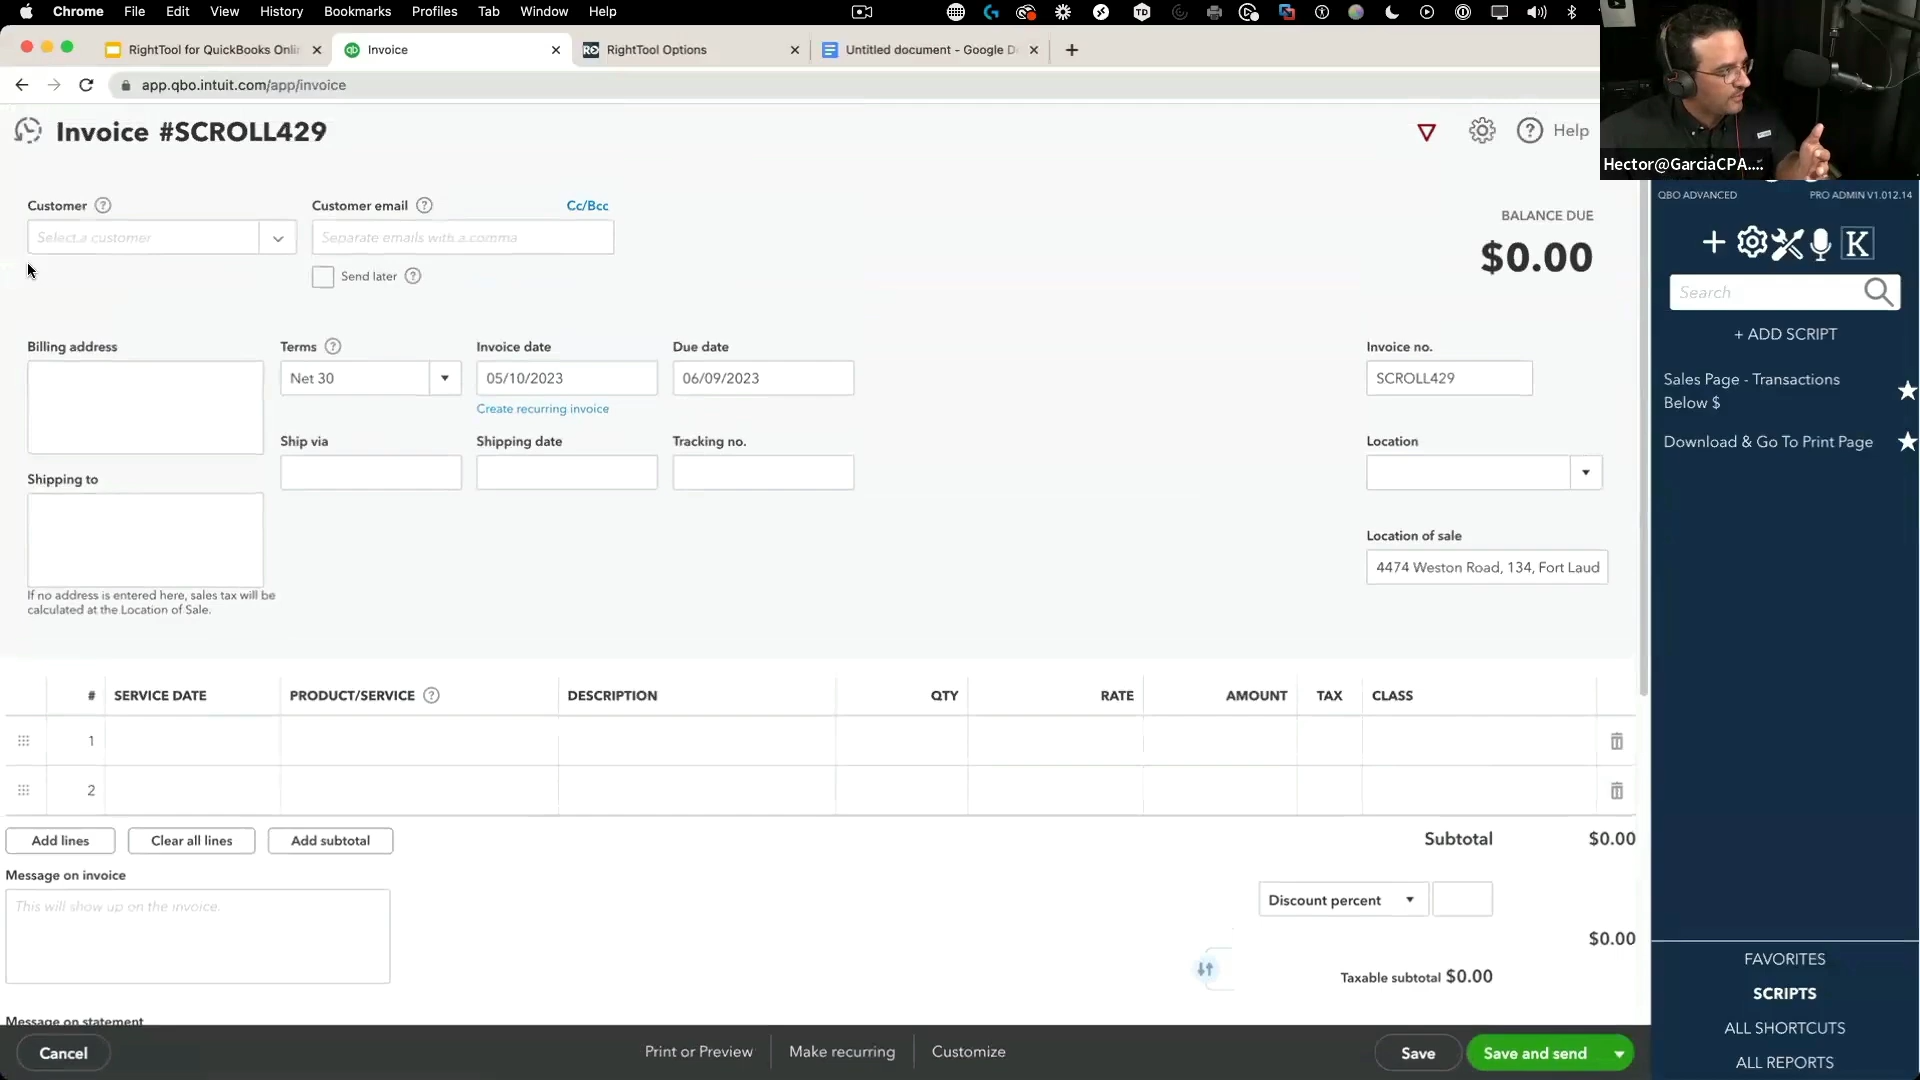 Chrome File Edit View History Bookmarks Profiles Tab Window Help
TD
RightTool for QuickBooks Onli
Invoice
RightTool Options
Untitled document - Google D
app.qbo.intuit.com/app/invoice
Hector@GarciaCPA....
Invoice #SCROLL429
Help
QBO ADVANCED PRO ADMIN V1.012.14
Customer
Customer email
Cc/Bcc
BALANCE DUE
Select a customer
Separate emails with a comma
$0.00
K
Send later
Search
+ ADD SCRIPT
Billing address
Terms
Invoice date
Due date
Invoice no.
Net 30
05/10/2023
06/09/2023
SCROLL429
Sales Page - Transactions
Below $
Create recurring invoice
Ship via
Shipping date
Tracking no.
Location
Download & Go To Print Page
Shipping to
Location of sale
4474 Weston Road, 134, Fort Laud
If no address is entered here, sales tax will be
calculated at the Location of Sale.
# SERVICE DATE PRODUCT/SERVICE DESCRIPTION QTY RATE AMOUNT TAX CLASS
1
2
Add lines
Clear all lines
Add subtotal
Subtotal $0.00
Message on invoice
This will show up on the invoice.
Discount percent
$0.00
Taxable subtotal $0.00
Message on statement
FAVORITES
SCRIPTS
ALL SHORTCUTS
ALL REPORTS
Cancel
Print or Preview
Make recurring
Customize
Save
Save and send